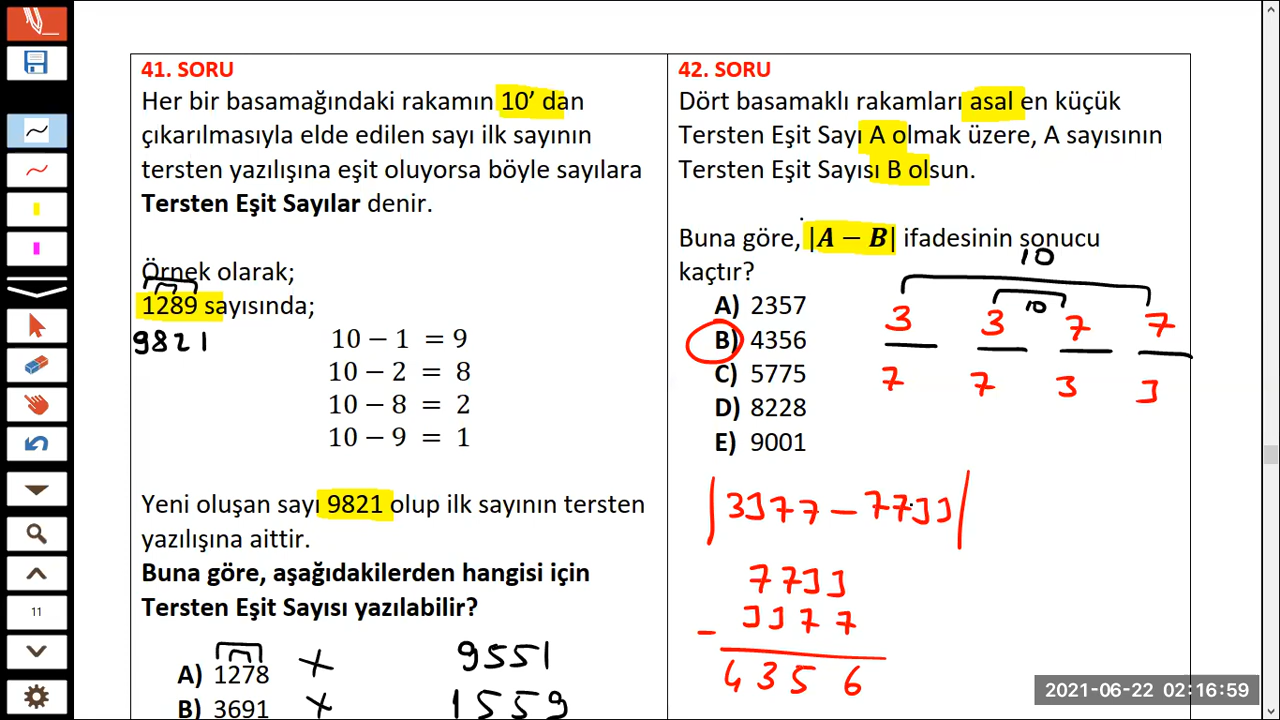 41. SORU
Her bir basamağındaki rakamın 10’ dan
çıkarılmasıyla elde edilen sayı ilk sayının
tersten yazılışına eşit oluyorsa böyle sayılara
Tersten Eşit Sayılar denir.
Örnek olarak;
1289 sayısında;
9821
10 − 1 = 9
10 − 2 = 8
10 − 8 = 2
10 − 9 = 1
Yeni oluşan sayı 9821 olup ilk sayının tersten
yazılışına aittir.
Buna göre, aşağıdakilerden hangisi için
Tersten Eşit Sayısı yazılabilir?
A) 1278 × 9551
B) 3691 × 1559
42. SORU
Dört basamaklı rakamları asal en küçük
Tersten Eşit Sayı A olmak üzere, A sayısının
Tersten Eşit Sayısı B olsun.
Buna göre, |A − B| ifadesinin sonucu
kaçtır?
A) 2357
B) 4356
C) 5775
D) 8228
E) 9001
10
10
3 3 7 7
7 7 3 3
|3377 − 7733|
7733
− 3377
4356
11
2021-06-22 02:16:59